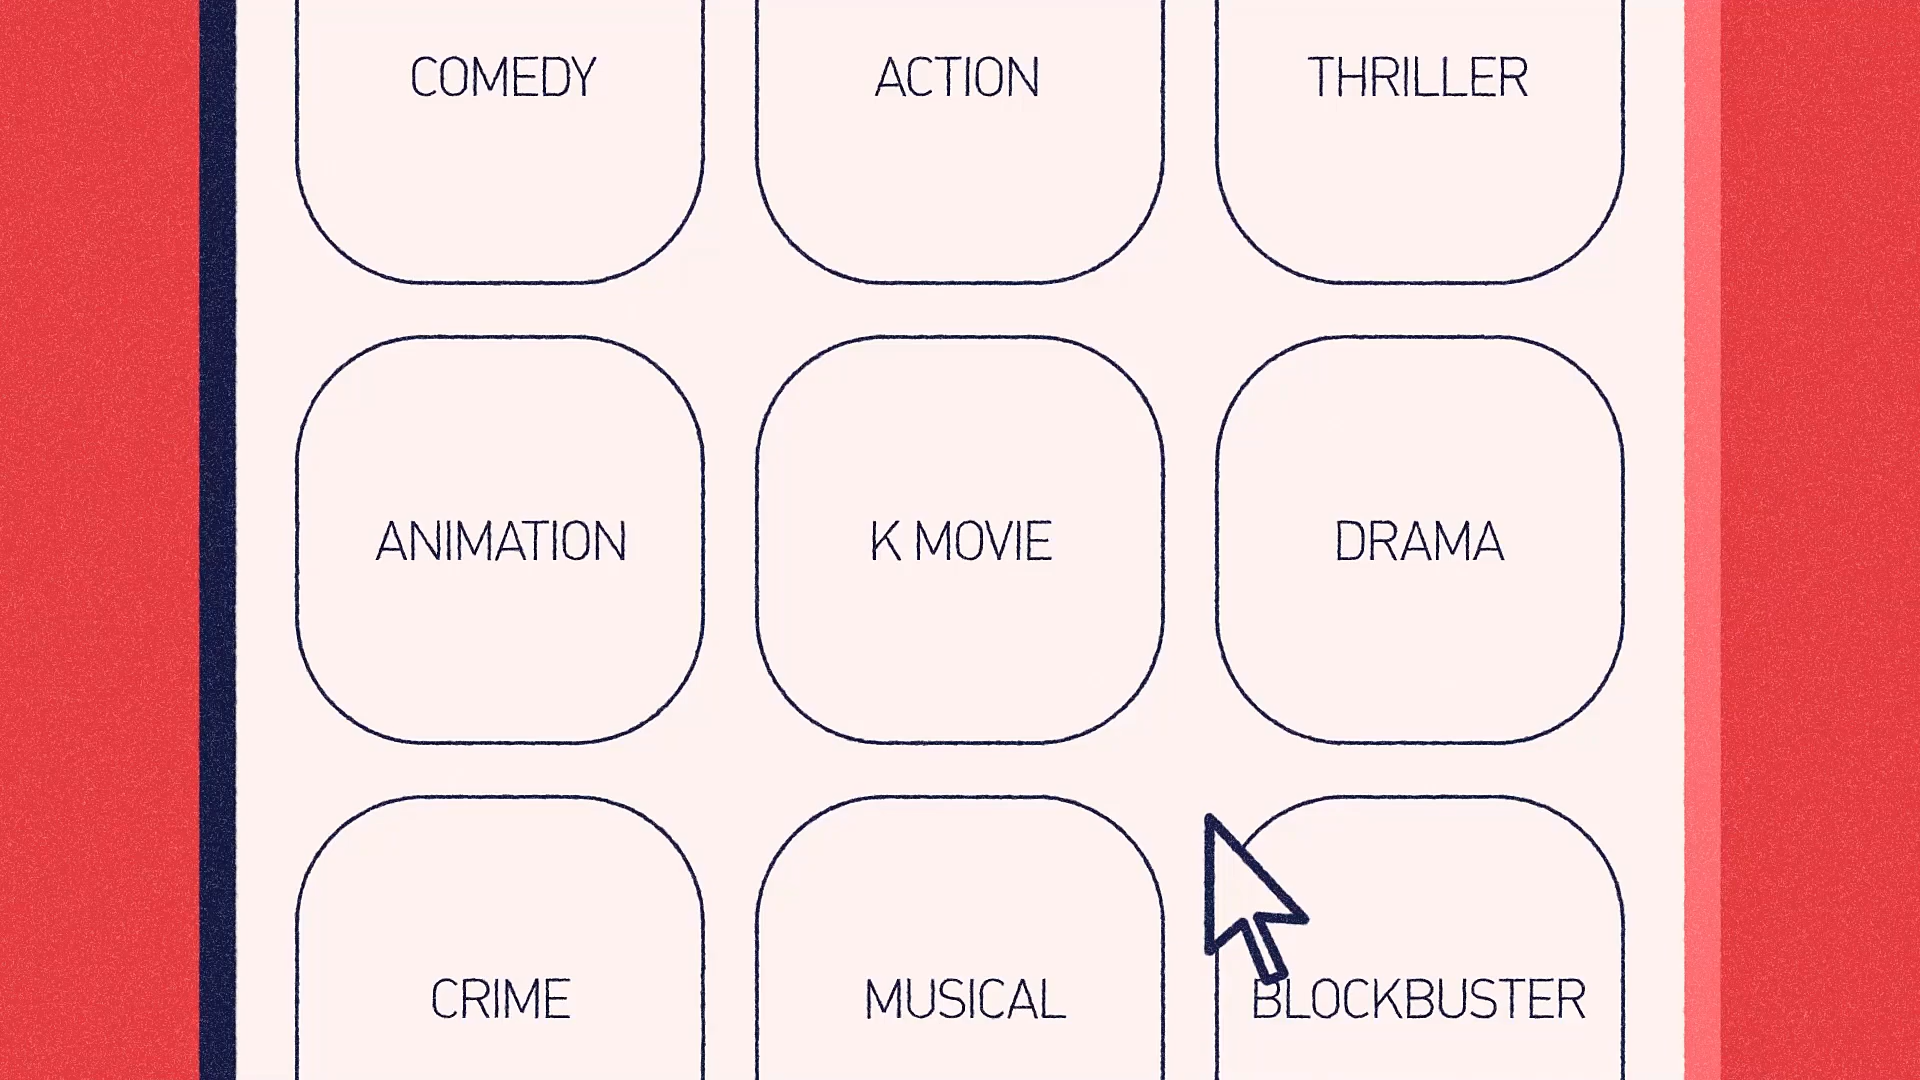 COMEDY
ACTION
THRILLER
ANIMATION
K MOVIE
DRAMA
CRIME
MUSICAL
BLOCKBUSTER